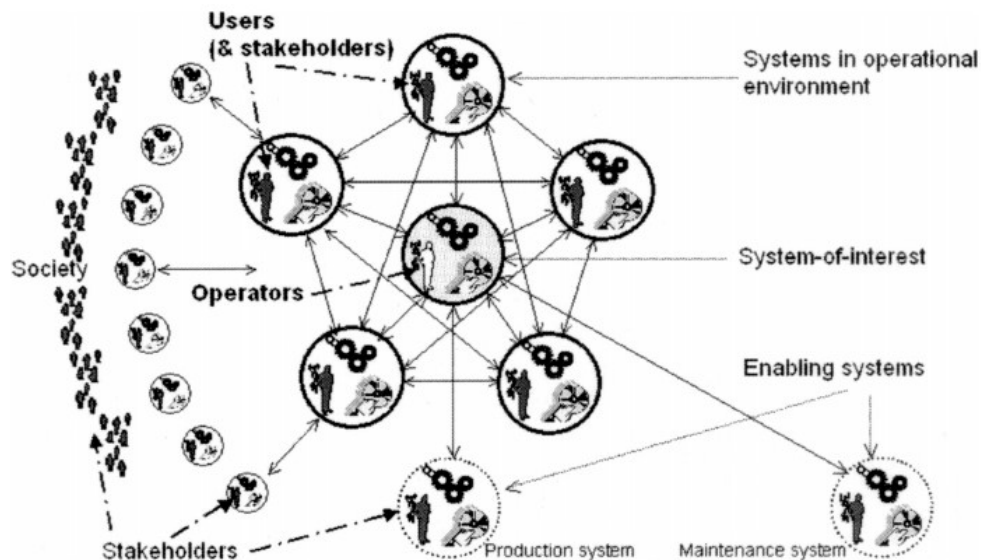 Users
(& stakeholders)
Systems in operational
environment
Society
System-of-interest
Operators
Enabling systems
Stakeholders
Production system
Maintenance system